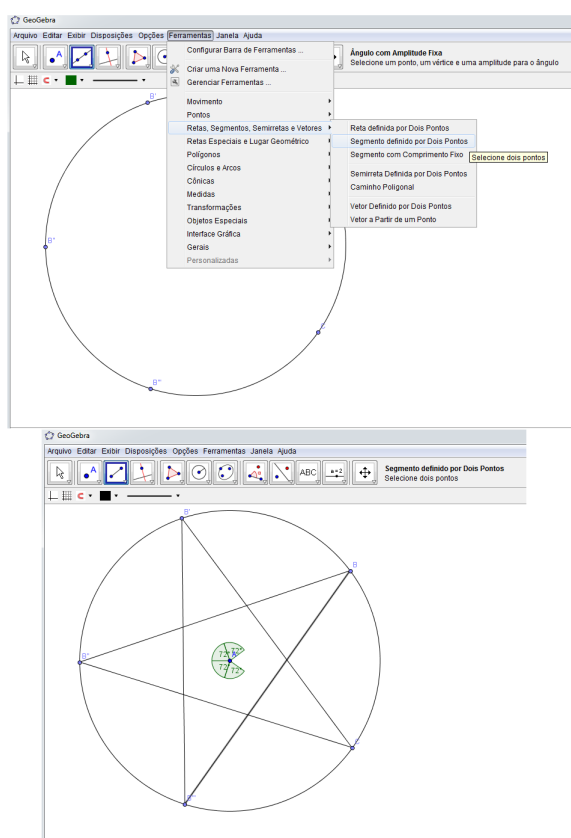 GeoGebra
Arquivo Editar Exibir Disposições Opções Ferramentas Janela Ajuda
Configurar Barra de Ferramentas ...
Criar uma Nova Ferramenta ...
Gerenciar Ferramentas ...
Movimento
Pontos
Retas, Segmentos, Semirretas e Vetores
Retas Especiais e Lugar Geométrico
Polígonos
Círculos e Arcos
Cônicas
Medidas
Transformações
Objetos Especiais
Interface Gráfica
Gerais
Personalizadas
Reta definida por Dois Pontos
Segmento definido por Dois Pontos
Segmento com Comprimento Fixo
Semirreta Definida por Dois Pontos
Caminho Poligonal
Vetor Definido por Dois Pontos
Vetor a Partir de um Ponto
Selecione dois pontos
Ângulo com Amplitude Fixa
Selecione um ponto, um vértice e uma amplitude para o ângulo
A
B'
B''
C
B'''
GeoGebra
Arquivo Editar Exibir Disposições Opções Ferramentas Janela Ajuda
A
ABC
a=2
Segmento definido por Dois Pontos
Selecione dois pontos
B'
B
72°
72°
A
B''
72°
72°
C
B'''